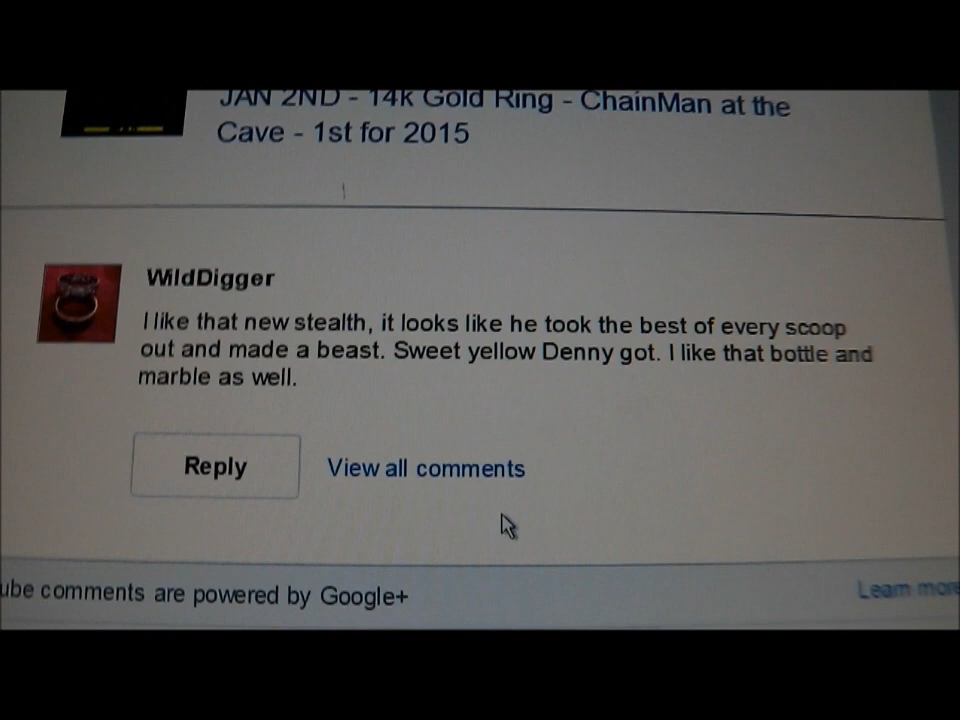 JAN 2ND - 14k Gold Ring - ChainMan at the
Cave - 1st for 2015
WildDigger
I like that new stealth, it looks like he took the best of every scoop
out and made a beast. Sweet yellow Denny got. I like that bottle and
marble as well.
Reply
View all comments
ube comments are powered by Google+
Learn more